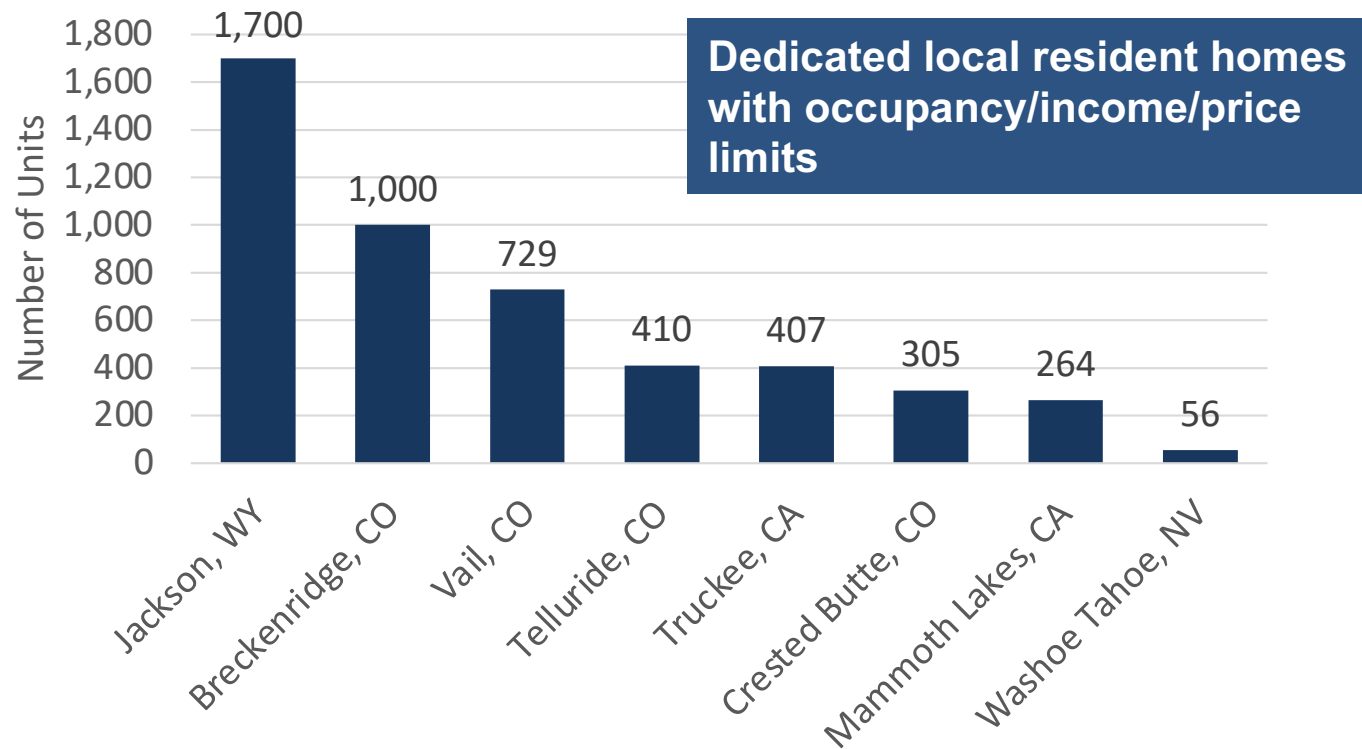 Dedicated local resident homes
with occupancy/income/price
limits
Number of Units
1,800
1,600
1,400
1,200
1,000
800
600
400
200
0
1,700
1,000
729
410
407
305
264
56
Jackson, WY
Breckenridge, CO
Vail, CO
Telluride, CO
Truckee, CA
Crested Butte, CO
Mammoth Lakes, CA
Washoe Tahoe, NV